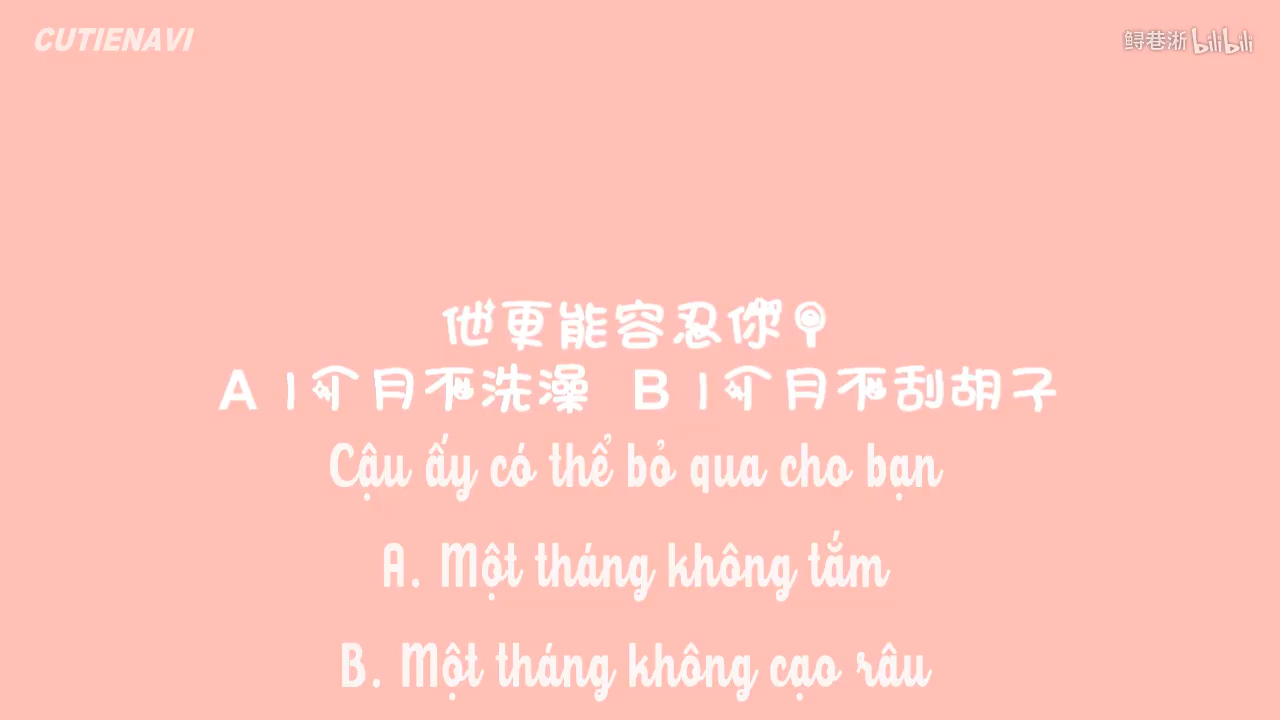 CUTIENAVI
鲟巷浙 bilibili
他更能容忍你
A 1个月不洗澡 B 1个月不刮胡子
Cậu ấy có thể bỏ qua cho bạn
A. Một tháng không tắm
B. Một tháng không cạo râu